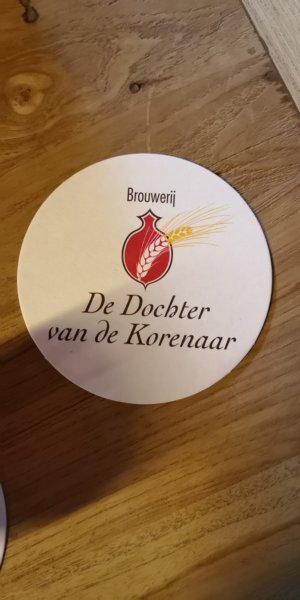 Brouwerij
De Dochter
van de Korenaar